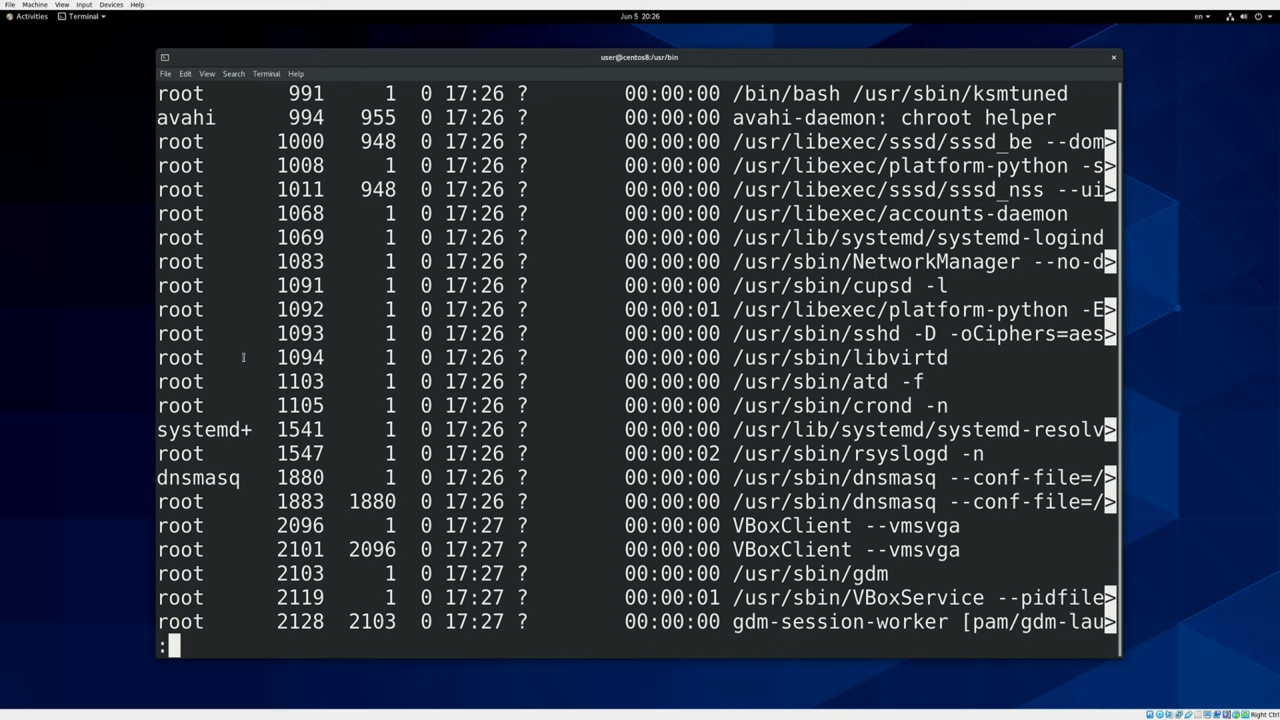 File Machine View Input Devices Help
Activities Terminal Jun 5 20:26 en
user@centos8:/usr/bin ×
File Edit View Search Terminal Help
root 991 1 0 17:26 ? 00:00:00 /bin/bash /usr/sbin/ksmtuned
avahi 994 955 0 17:26 ? 00:00:00 avahi-daemon: chroot helper
root 1000 948 0 17:26 ? 00:00:00 /usr/libexec/sssd/sssd_be --dom>
root 1008 1 0 17:26 ? 00:00:00 /usr/libexec/platform-python -s>
root 1011 948 0 17:26 ? 00:00:00 /usr/libexec/sssd/sssd_nss --ui>
root 1068 1 0 17:26 ? 00:00:00 /usr/libexec/accounts-daemon
root 1069 1 0 17:26 ? 00:00:00 /usr/lib/systemd/systemd-logind
root 1083 1 0 17:26 ? 00:00:00 /usr/sbin/NetworkManager --no-d>
root 1091 1 0 17:26 ? 00:00:00 /usr/sbin/cupsd -l
root 1092 1 0 17:26 ? 00:00:01 /usr/libexec/platform-python -E>
root 1093 1 0 17:26 ? 00:00:00 /usr/sbin/sshd -D -oCiphers=aes>
root 1094 1 0 17:26 ? 00:00:00 /usr/sbin/libvirtd
root 1103 1 0 17:26 ? 00:00:00 /usr/sbin/atd -f
root 1105 1 0 17:26 ? 00:00:00 /usr/sbin/crond -n
systemd+ 1541 1 0 17:26 ? 00:00:00 /usr/lib/systemd/systemd-resolv>
root 1547 1 0 17:26 ? 00:00:02 /usr/sbin/rsyslogd -n
dnsmasq 1880 1 0 17:26 ? 00:00:00 /usr/sbin/dnsmasq --conf-file=/>
root 1883 1880 0 17:26 ? 00:00:00 /usr/sbin/dnsmasq --conf-file=/>
root 2096 1 0 17:27 ? 00:00:00 VBoxClient --vmsvga
root 2101 2096 0 17:27 ? 00:00:00 VBoxClient --vmsvga
root 2103 1 0 17:27 ? 00:00:00 /usr/sbin/gdm
root 2119 1 0 17:27 ? 00:00:01 /usr/sbin/VBoxService --pidfile>
root 2128 2103 0 17:27 ? 00:00:00 gdm-session-worker [pam/gdm-lau>
:
Right Ctrl